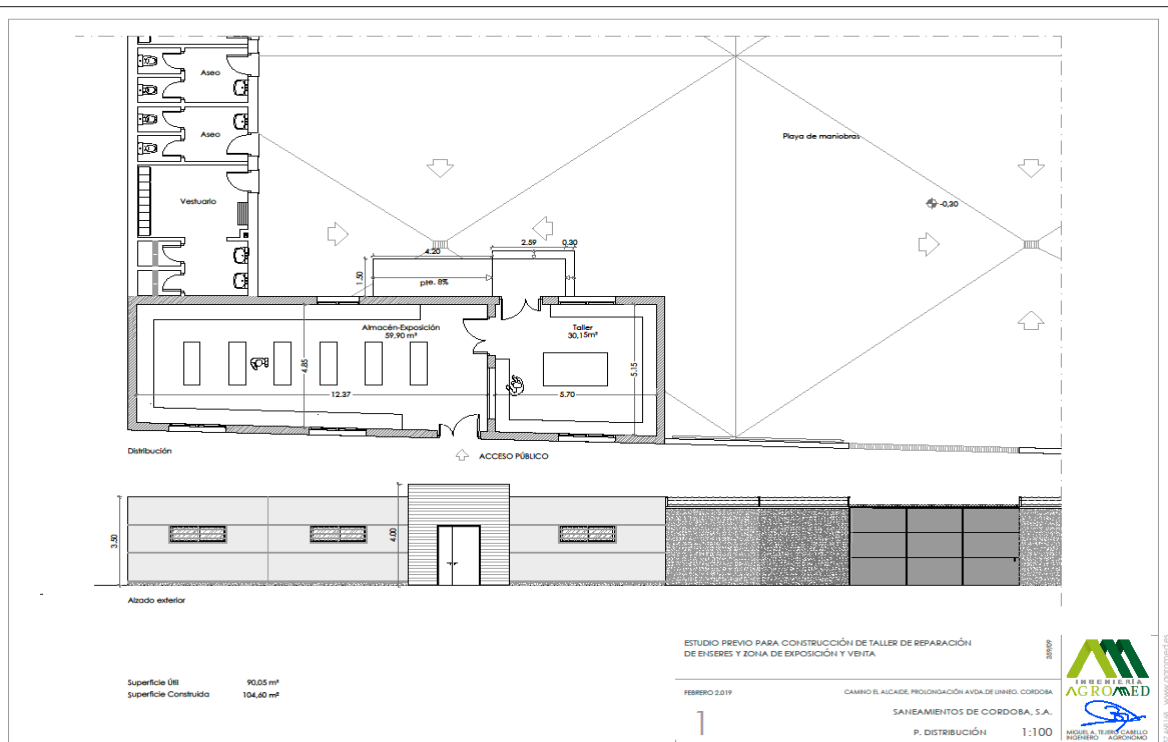 Aseo
Aseo
Playa de maniobras
Vestuario
-0,30
2.59
0.30
4.20
1.50
pte. 8%
Almacén-Exposición
59,90 m²
Taller
30,15m²
4.85
5.15
12.37
5.70
Distribución
ACCESO PÚBLICO
3.50
4.00
Alzado exterior
ESTUDIO PREVIO PARA CONSTRUCCIÓN DE TALLER DE REPARACIÓN
DE ENSERES Y ZONA DE EXPOSICIÓN Y VENTA
Superficie Útil 90,05 m²
Superficie Construida 104,60 m²
FEBRERO 2.019
CAMINO EL ALCAIDE, PROLONGACIÓN AVDA.DE LINNEO. CORDOBA
1
SANEAMIENTOS DE CORDOBA, S.A.
P. DISTRIBUCIÓN 1:100
INGENIERÍA
AGROMED
MIGUEL A. TEJERO CABELLO
INGENIERO AGRONOMO
www.agromed.es